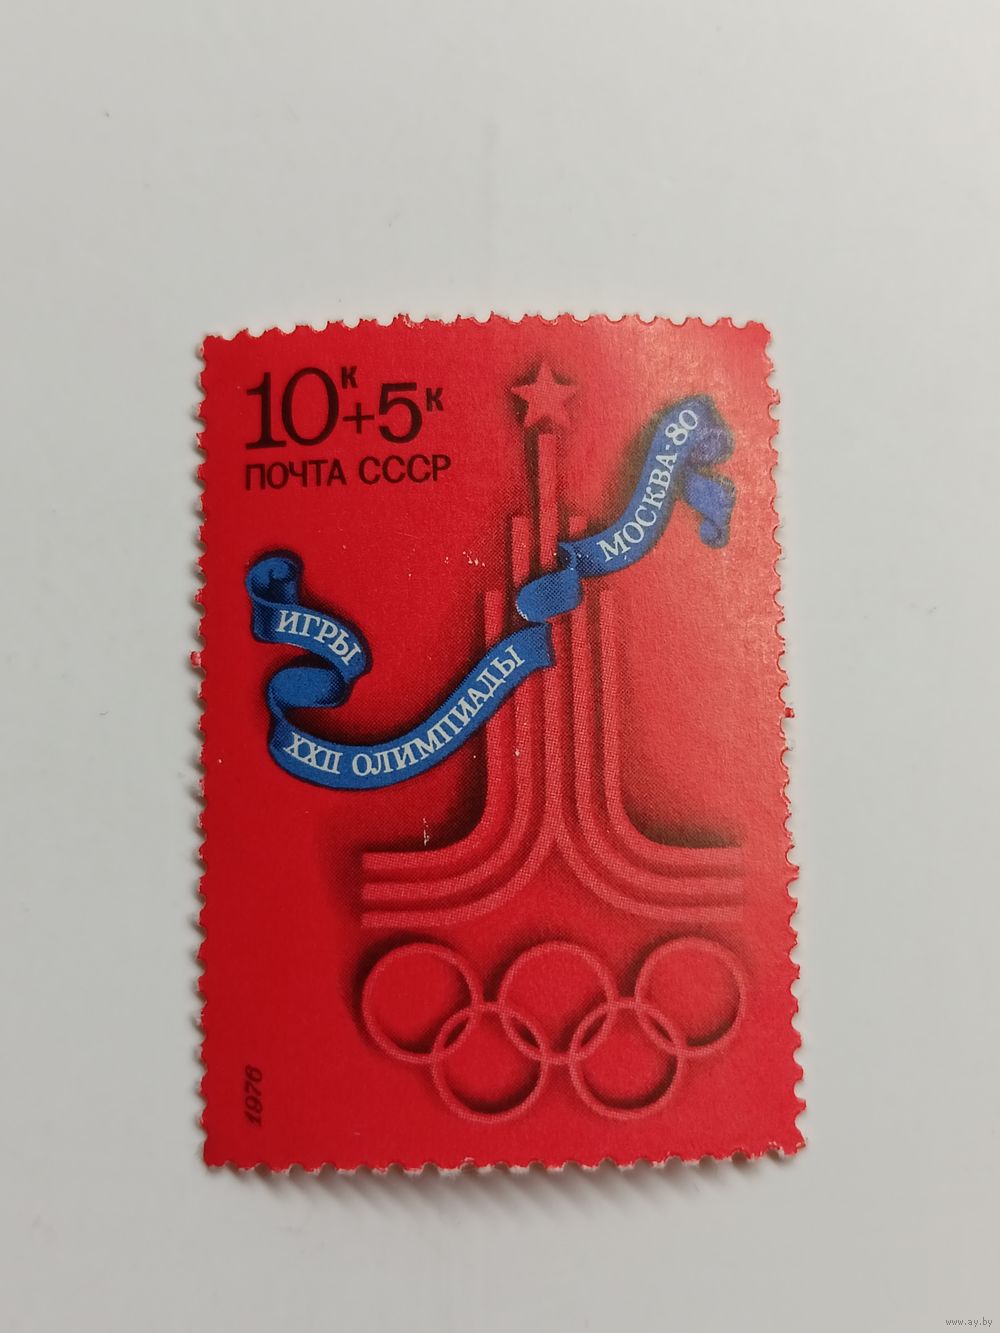 10К+5К
ПОЧТА СССР
ИГРЫ
XXII ОЛИМПИАДЫ
МОСКВА-80
1976
www.ay.by